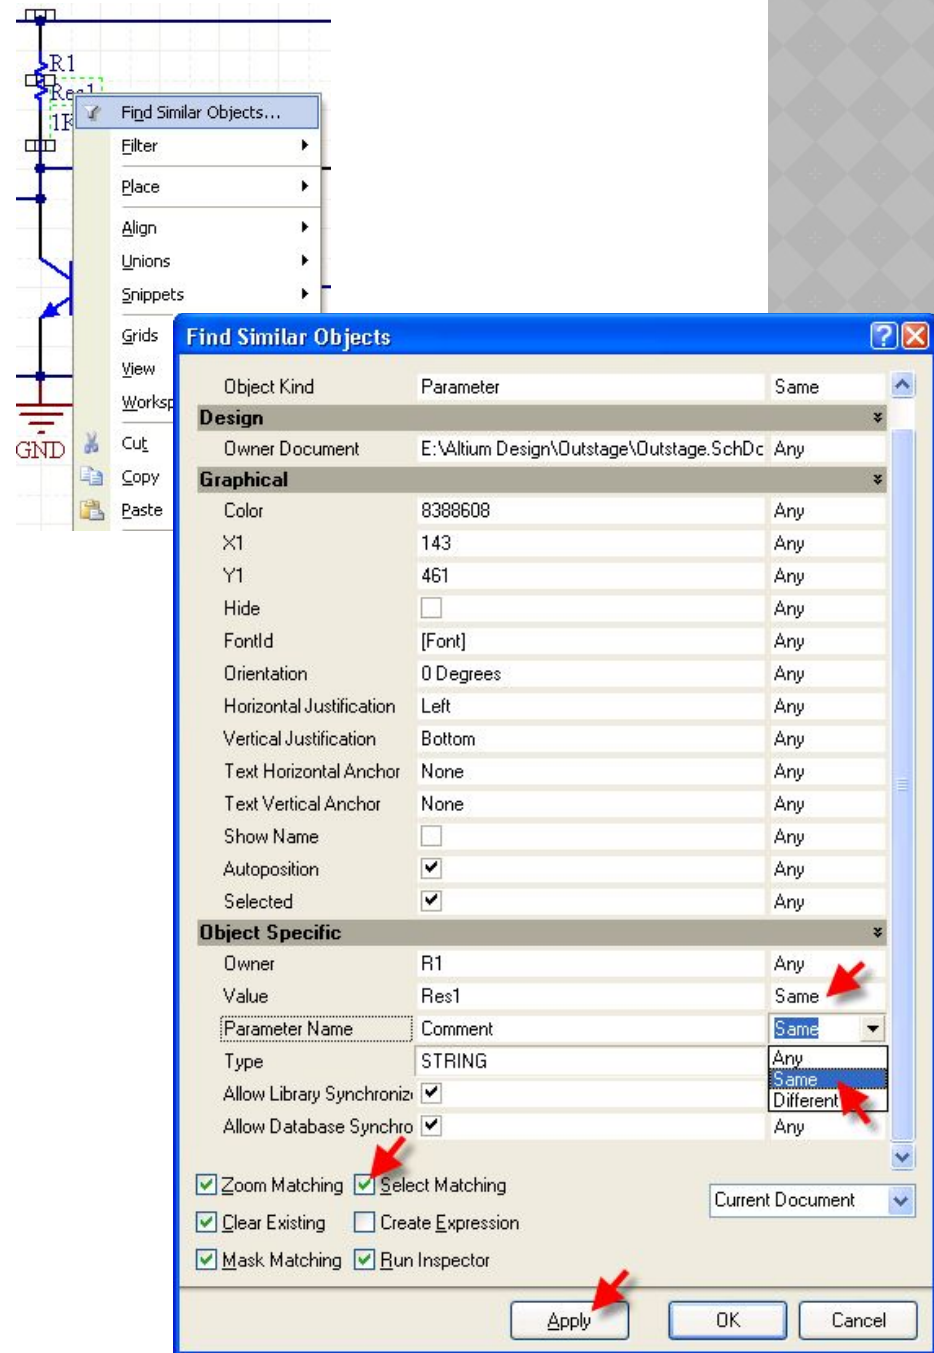 R1
Res1
Find Similar Objects...
Filter
Place
Align
Unions
Snippets
Grids
View
GND
Cut
Copy
Paste
Find Similar Objects
Object Kind Parameter Same
Design
Owner Document E:\Altium Design\Outstage\Outstage.SchDc Any
Graphical
Color 8388608 Any
X1 143 Any
Y1 461 Any
Hide Any
FontId [Font] Any
Orientation 0 Degrees Any
Horizontal Justification Left Any
Vertical Justification Bottom Any
Text Horizontal Anchor None Any
Text Vertical Anchor None Any
Show Name Any
Autoposition Any
Selected Any
Object Specific
Owner R1 Any
Value Res1 Same
Parameter Name Comment Same
Type STRING Any
Same
Allow Library Synchroniz Different
Allow Database Synchro Any
Zoom Matching Select Matching
Current Document
Clear Existing Create Expression
Mask Matching Run Inspector
Apply OK Cancel